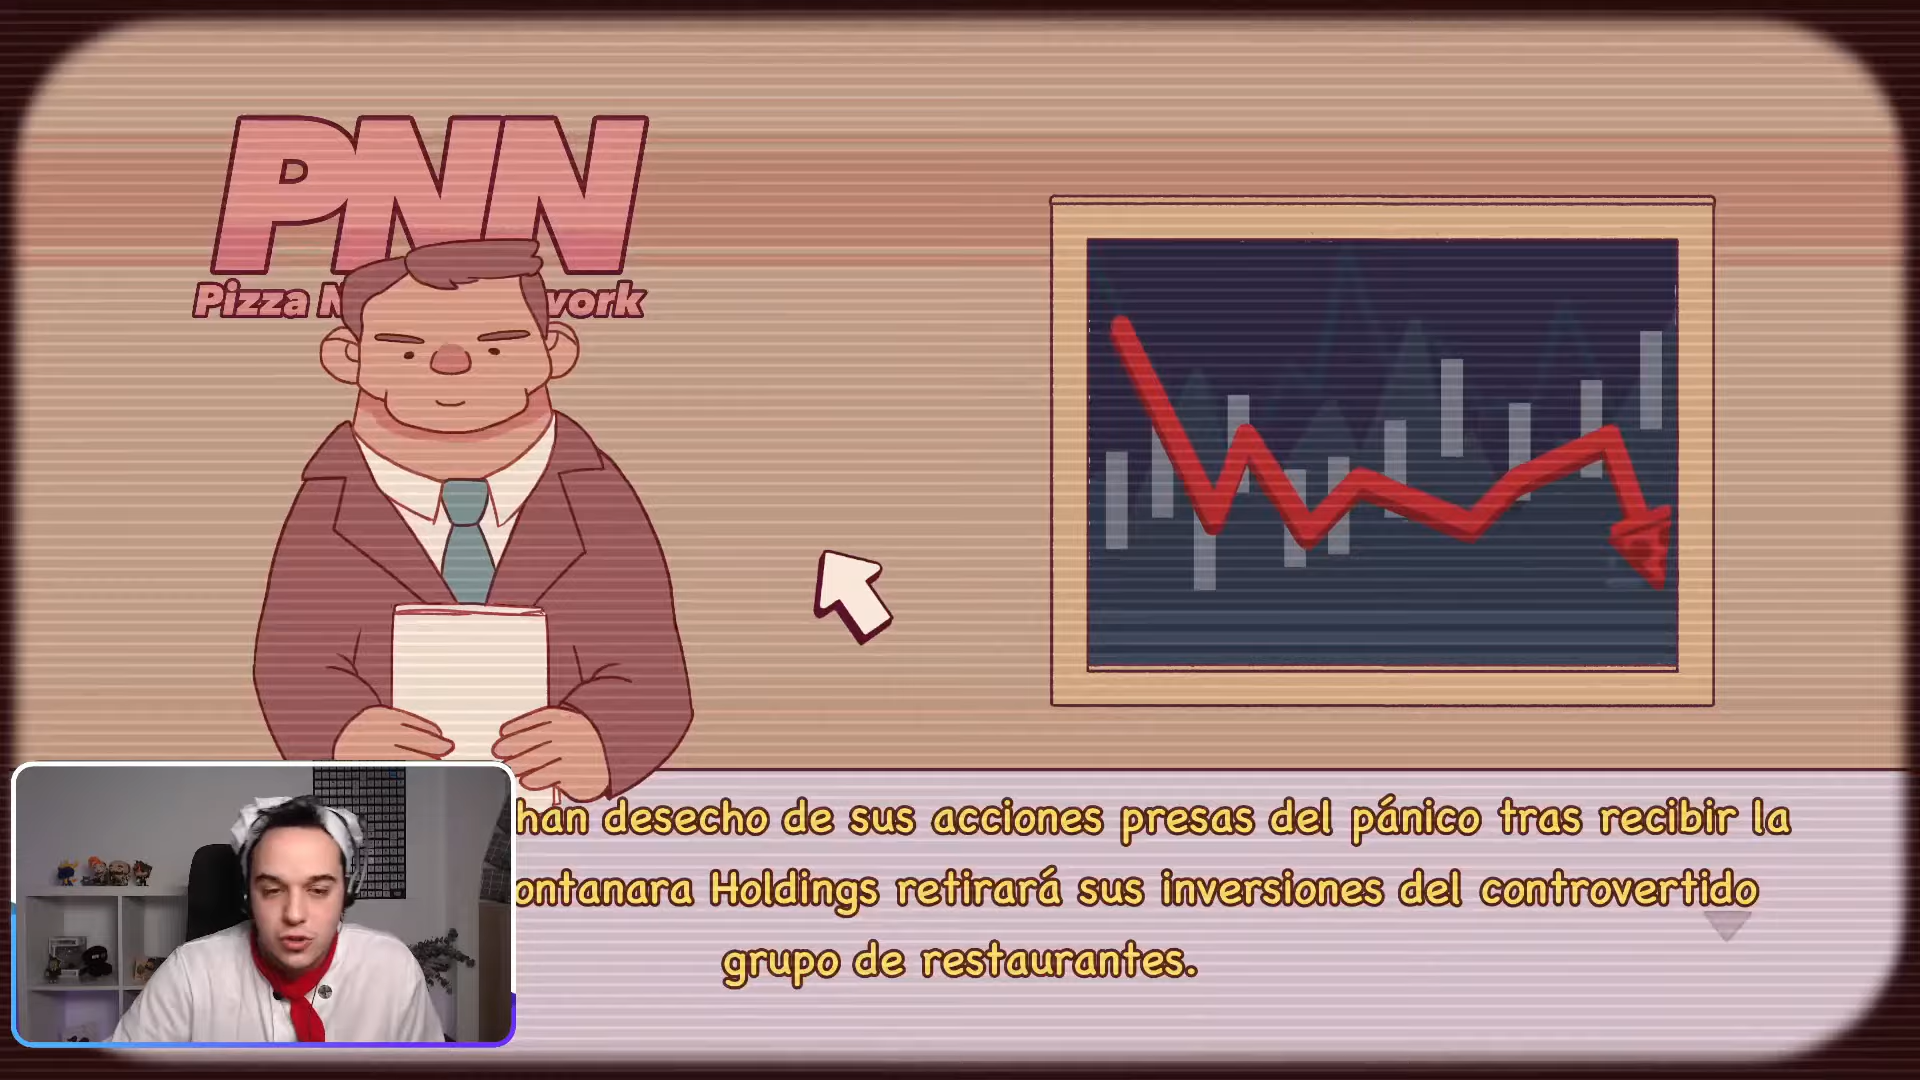 PNN
Pizza
work
han desecho de sus acciones presas del pánico tras recibir la
ontanara Holdings retirará sus inversiones del controvertido
grupo de restaurantes.